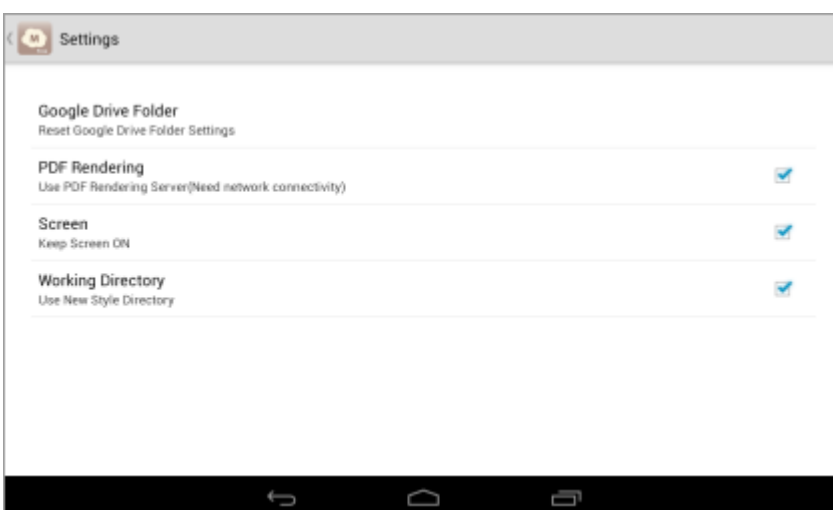 M
Settings
Google Drive Folder
Reset Google Drive Folder Settings
PDF Rendering
Use PDF Rendering Server(Need network connectivity)
Screen
Keep Screen ON
Working Directory
Use New Style Directory